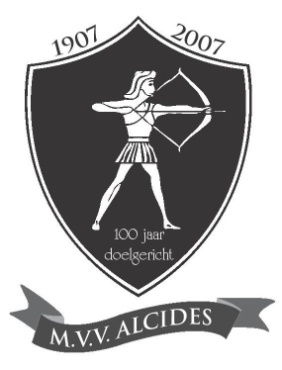 1907 2007
100 jaar
doelgericht.
M.V.V. ALCIDES